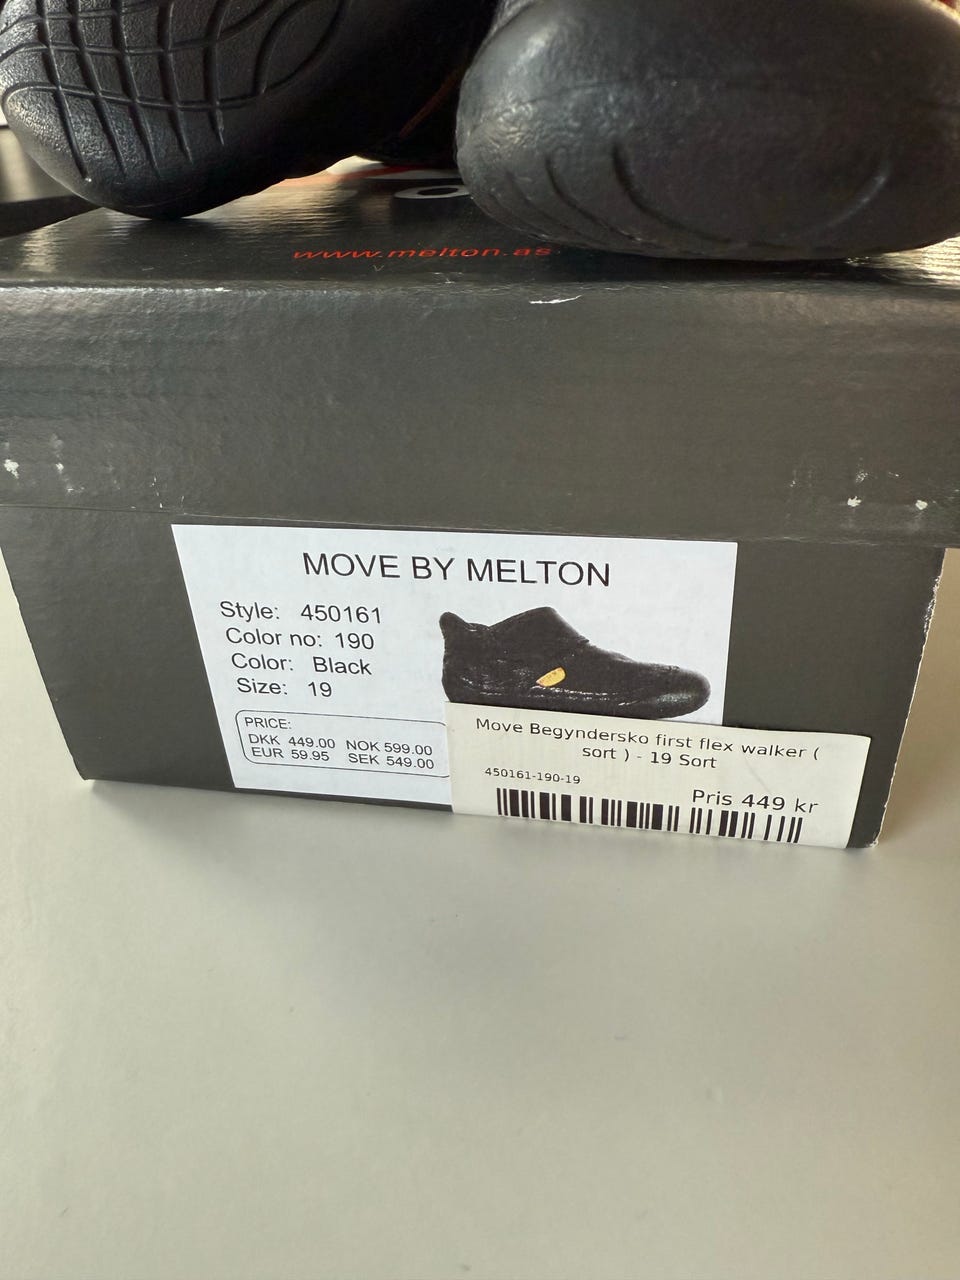 www.melton.as
MOVE BY MELTON
Style: 450161
Color no: 190
Color: Black
Size: 19
PRICE:
DKK 449.00 NOK 599.00
EUR 59.95 SEK 549.00
Move Begyndersko first flex walker (
sort ) - 19 Sort
450161-190-19
Pris 449 kr